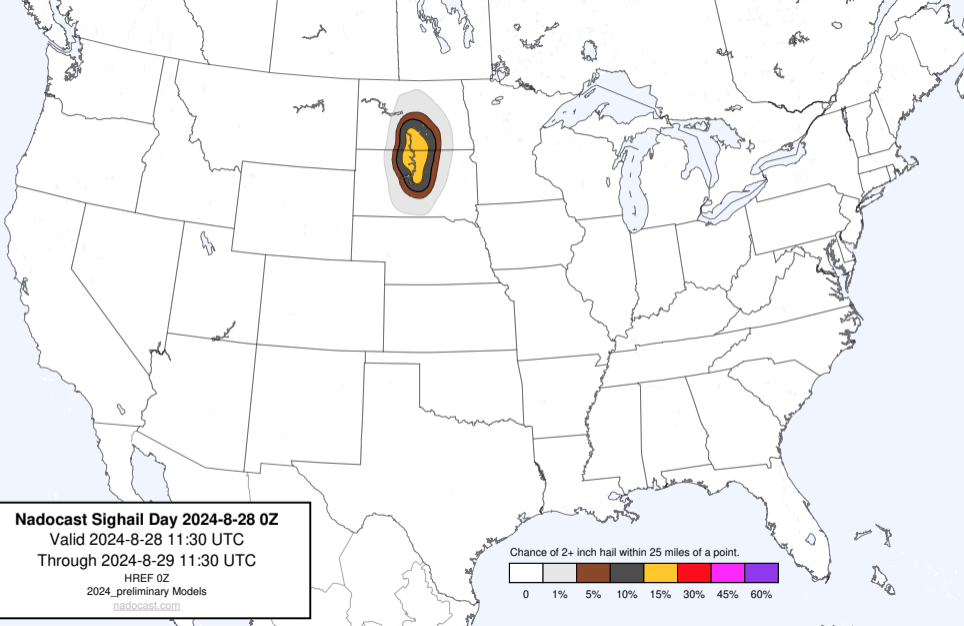 Nadocast Sighail Day 2024-8-28 0Z
Valid 2024-8-28 11:30 UTC
Through 2024-8-29 11:30 UTC
HREF 0Z
2024_preliminary Models
nadocast.com
Chance of 2+ inch hail within 25 miles of a point.
0 1% 5% 10% 15% 30% 45% 60%